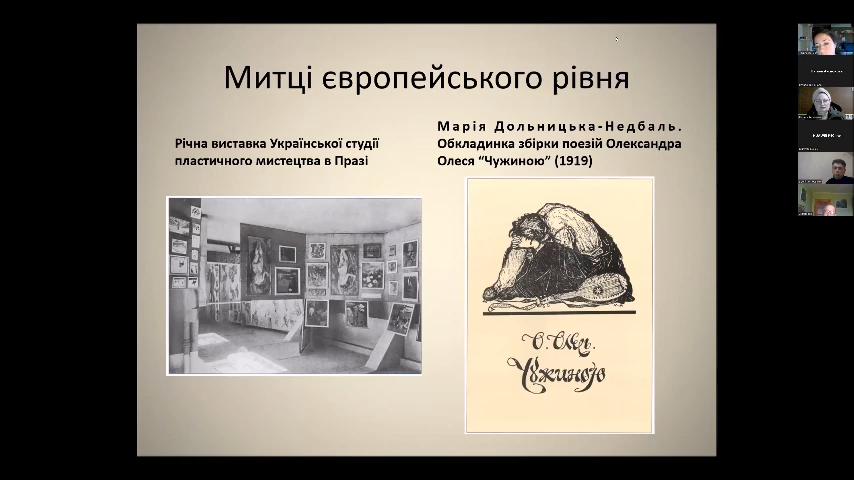 Митці європейського рівня
Річна виставка Української студії
пластичного мистецтва в Празі
Марія Дольницька-Недбаль.
Обкладинка збірки поезій Олександра
Олеся “Чужиною” (1919)
О. Олесь.
Чужиною